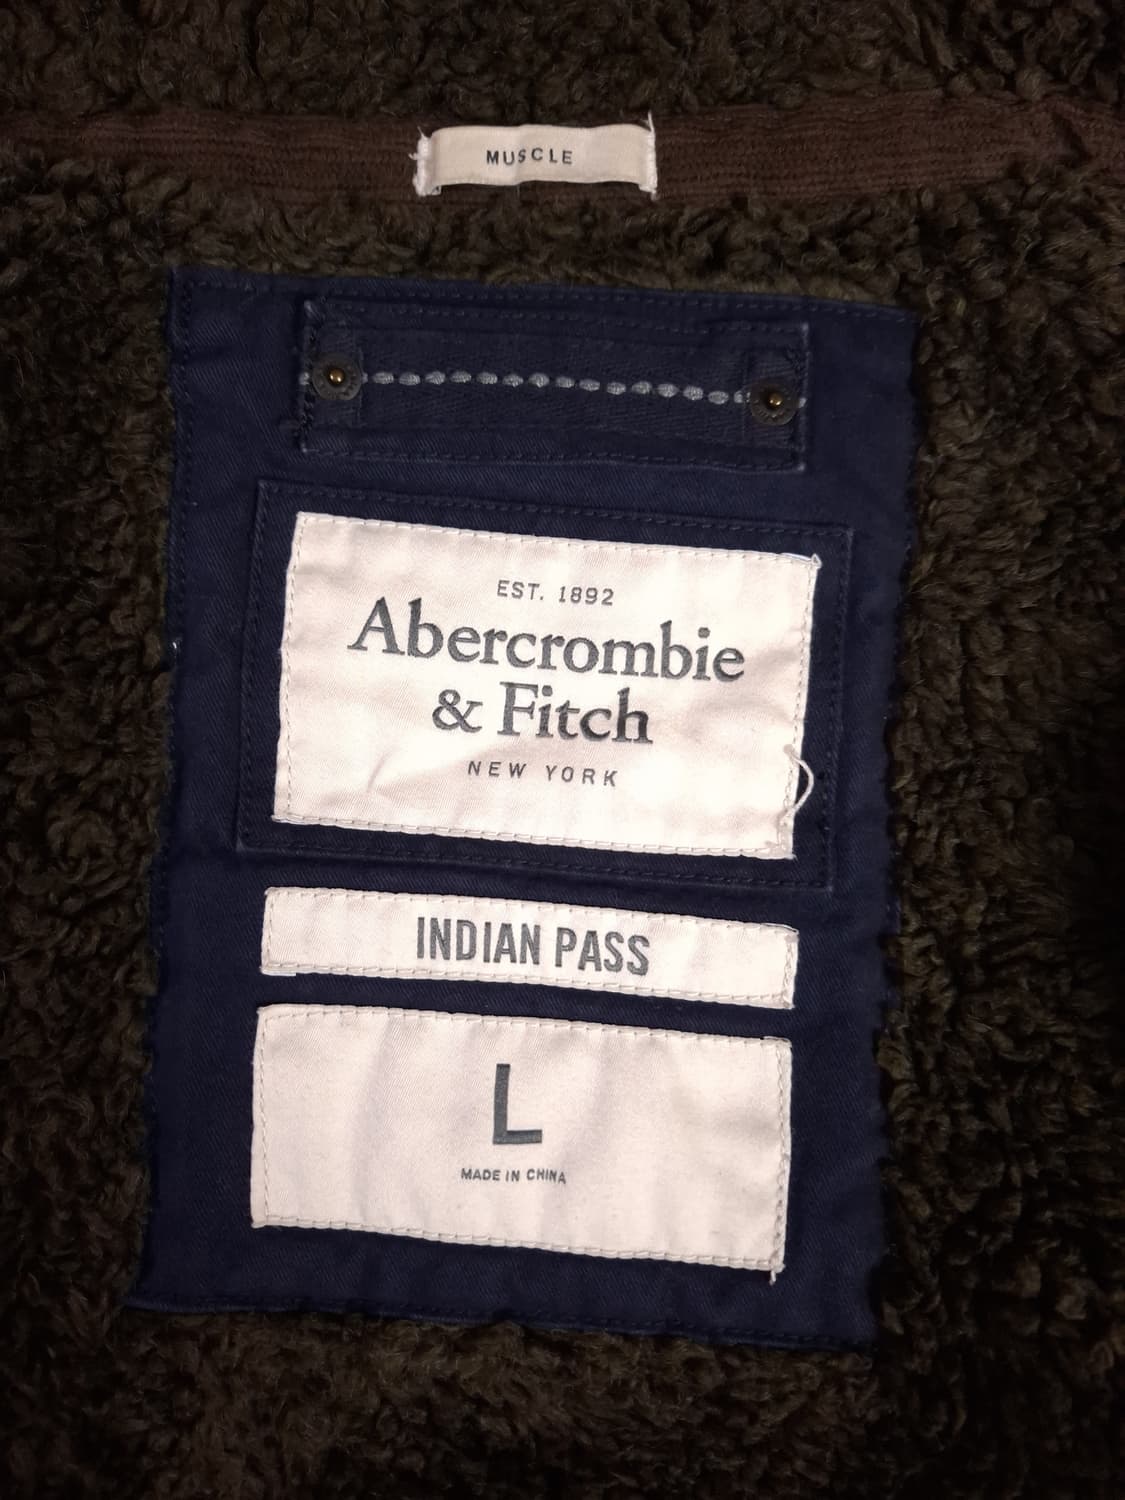 MUSCLE
EST. 1892
Abercrombie
& Fitch
NEW YORK
INDIAN PASS
L
MADE IN CHINA